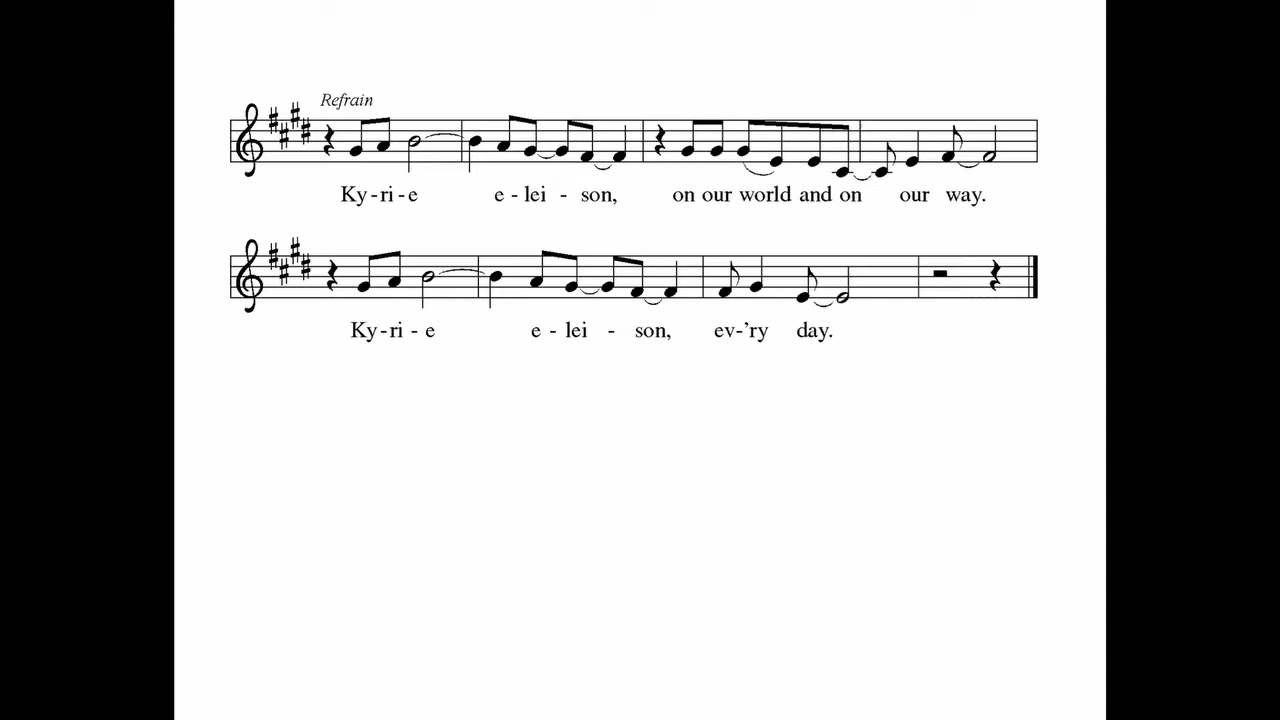 Refrain
Ky - ri - e e - lei - son, on our world and on our way.
Ky - ri - e e - lei - son, ev-’ry day.